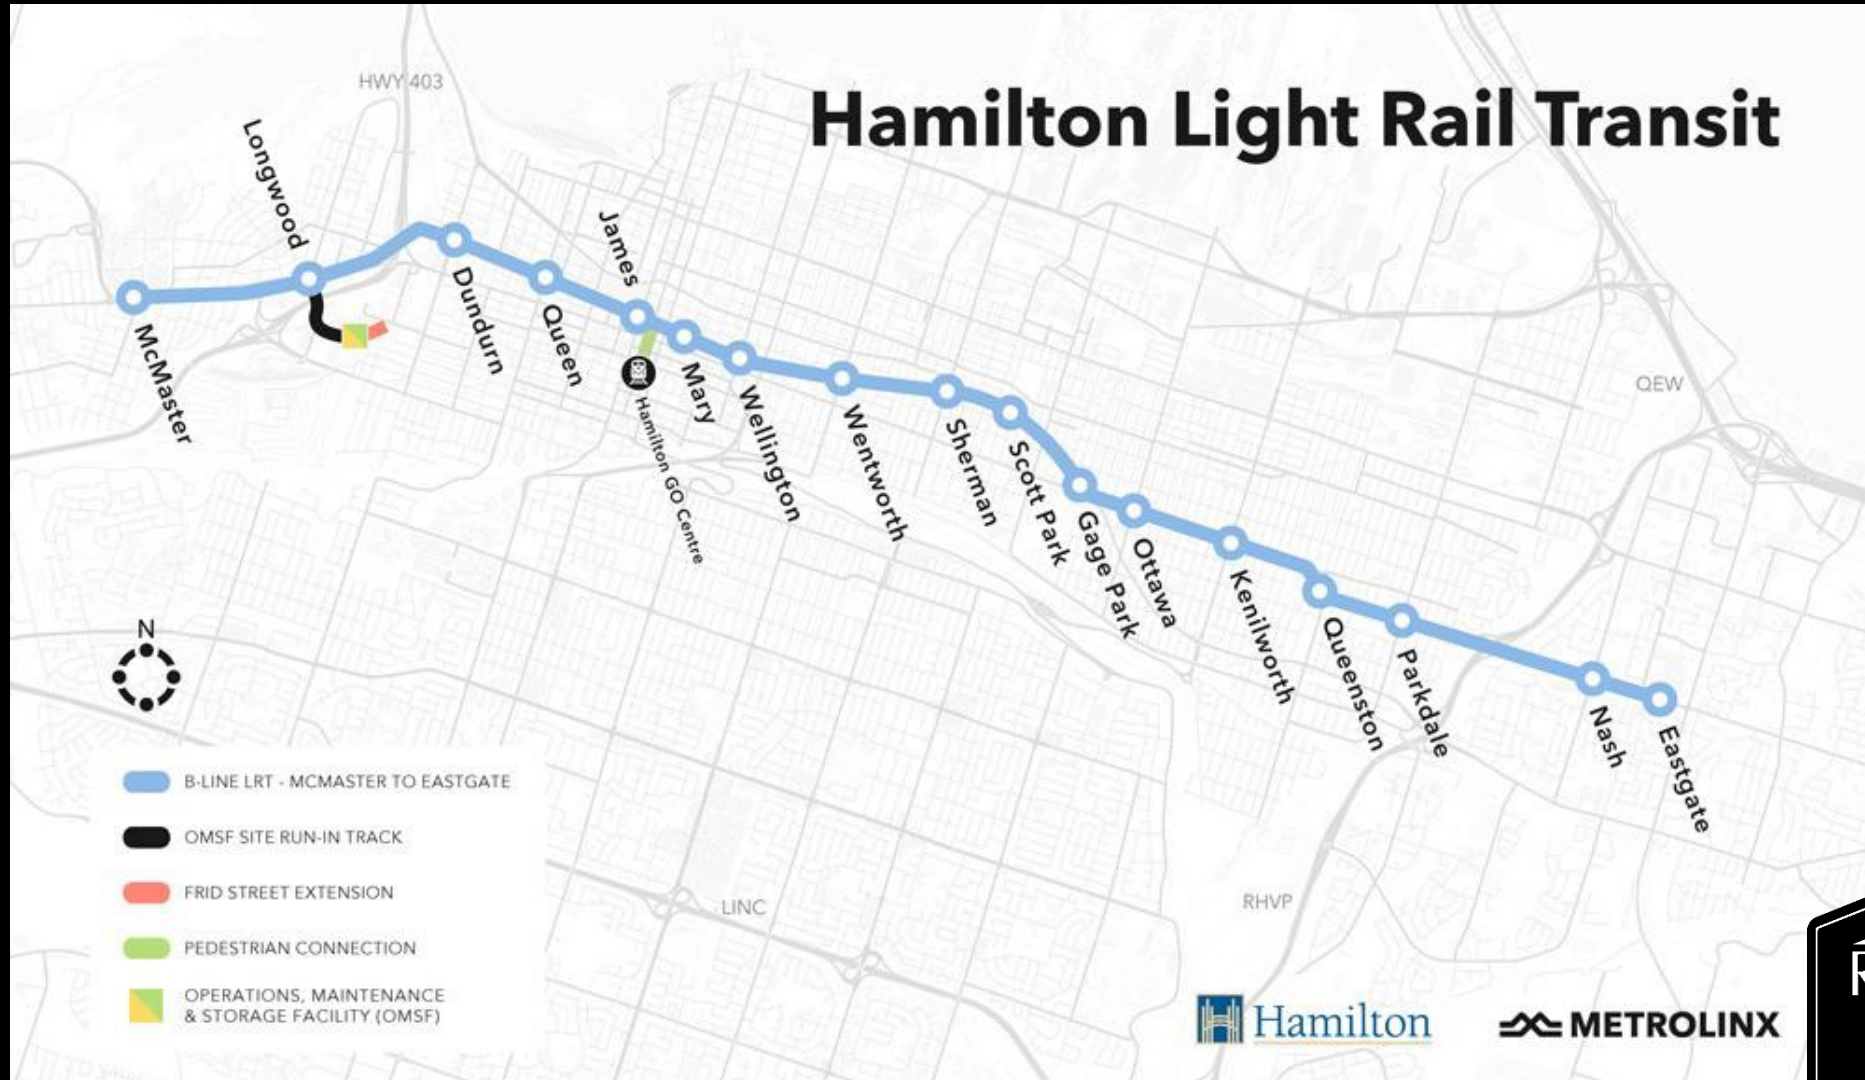 Hamilton Light Rail Transit
HWY 403
Longwood
James
McMaster
Dundurn
Queen
Mary
Hamilton GO Centre
Wellington
Wentworth
Sherman
Scott Park
Gage Park
Ottawa
Kenilworth
Queenston
Parkdale
Nash
Eastgate
QEW
N
B-LINE LRT - MCMASTER TO EASTGATE
OMSF SITE RUN-IN TRACK
FRID STREET EXTENSION
PEDESTRIAN CONNECTION
OPERATIONS, MAINTENANCE
& STORAGE FACILITY (OMSF)
LINC
RHVP
Hamilton
METROLINX